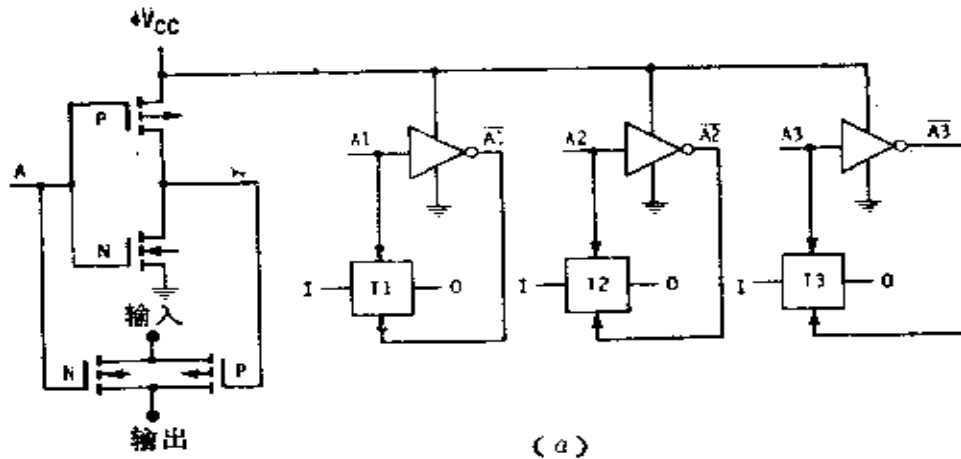 +VCC
P
A
N
输入
N
P
输出
A1
A1̅
I
T1
O
A2
A2̅
I
T2
O
A3
A3̅
I
T3
O
(a)